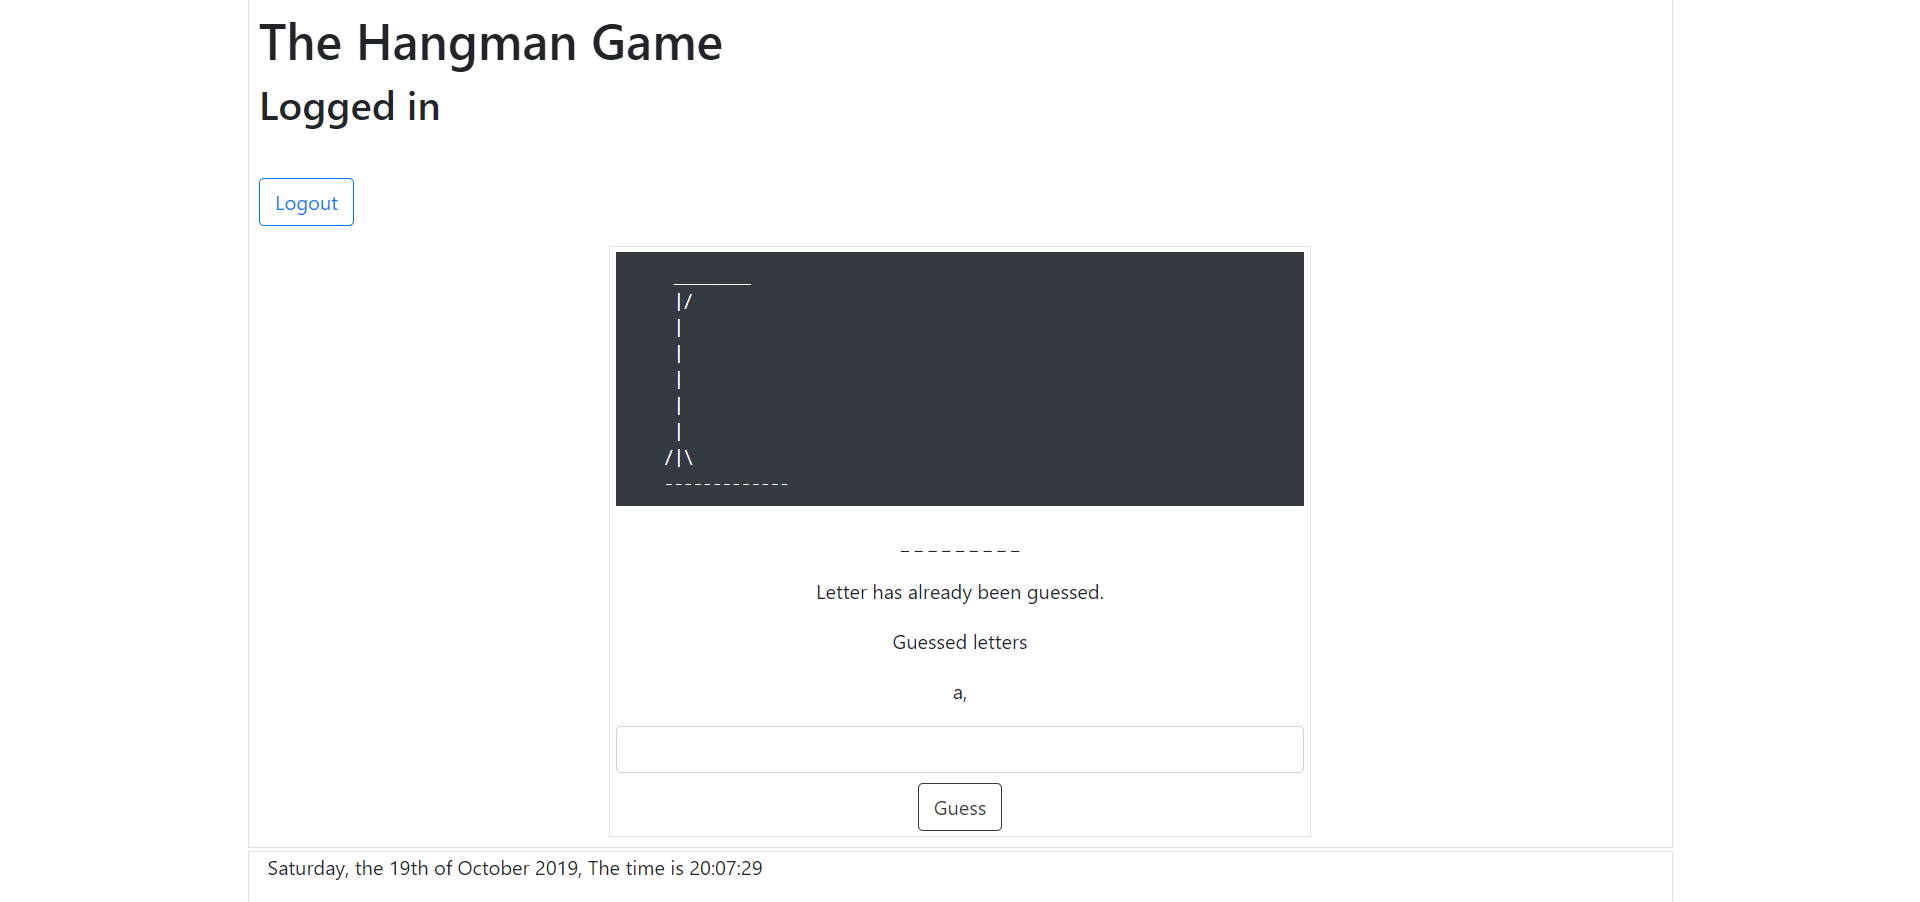 The Hangman Game
Logged in
Logout
 ________
 |/
 |
 |
 |
 |
 |
/|\
-------------
_ _ _ _ _ _ _ _ _
Letter has already been guessed.
Guessed letters
a,
Guess
Saturday, the 19th of October 2019, The time is 20:07:29